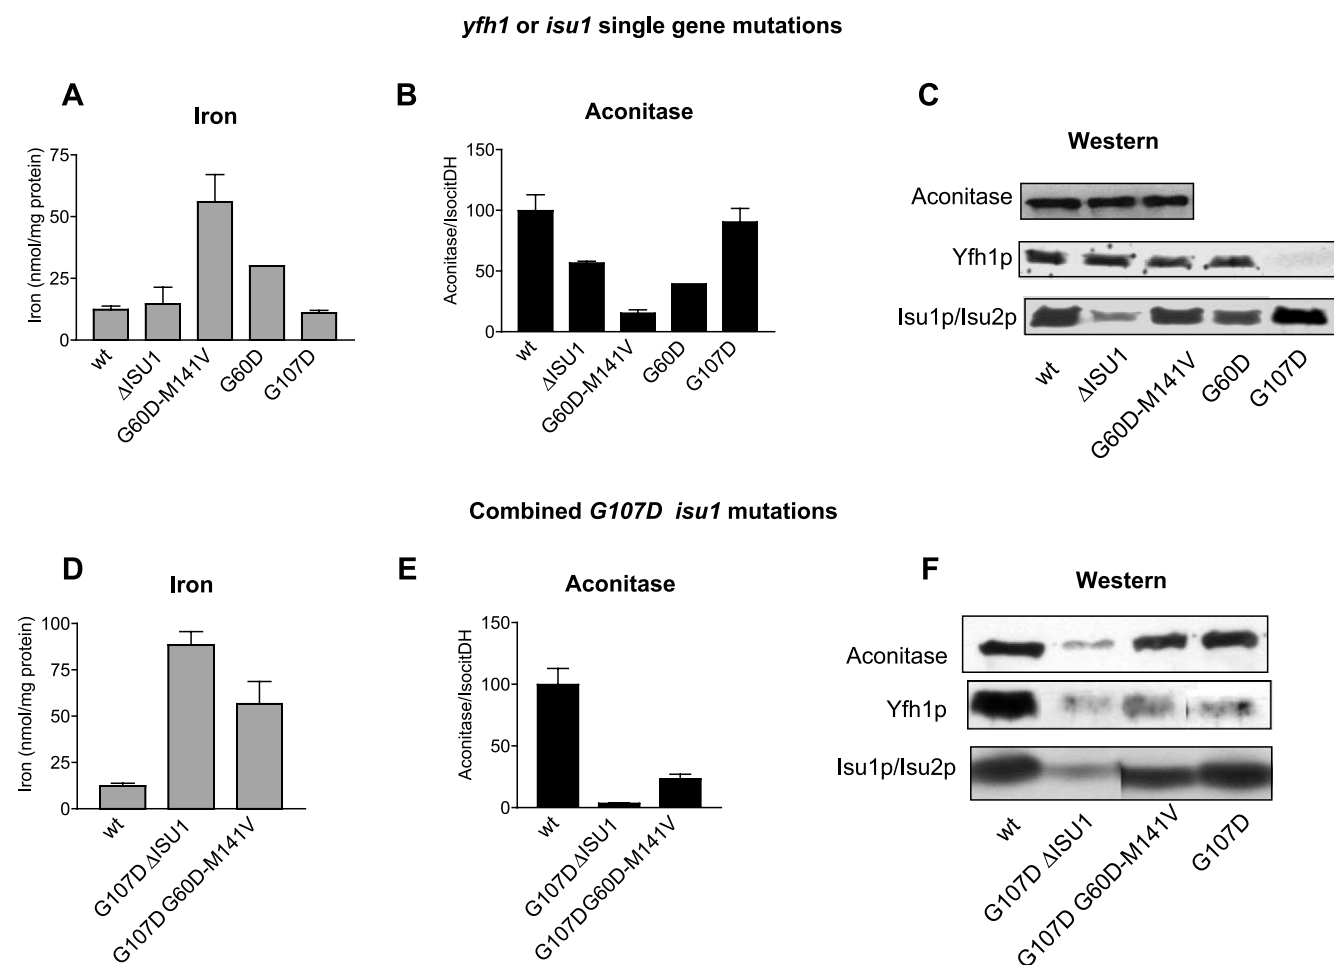 yfh1 or isu1 single gene mutations
A
Iron
Iron (nmol/mg protein)
75
50
25
0
wt
ΔISU1
G60D-M141V
G60D
G107D
B
Aconitase
Aconitase/IsocitDH
150
100
50
0
wt
ΔISU1
G60D-M141V
G60D
G107D
C
Western
Aconitase
Yfh1p
Isu1p/Isu2p
wt
ΔISU1
G60D-M141V
G60D
G107D
Combined G107D isu1 mutations
D
Iron
Iron (nmol/mg protein)
100
75
50
25
0
wt
G107D ΔISU1
G107D G60D-M141V
E
Aconitase
Aconitase/IsocitDH
150
100
50
0
wt
G107D ΔISU1
G107D G60D-M141V
F
Western
Aconitase
Yfh1p
Isu1p/Isu2p
wt
G107D ΔISU1
G107D G60D-M141V
G107D